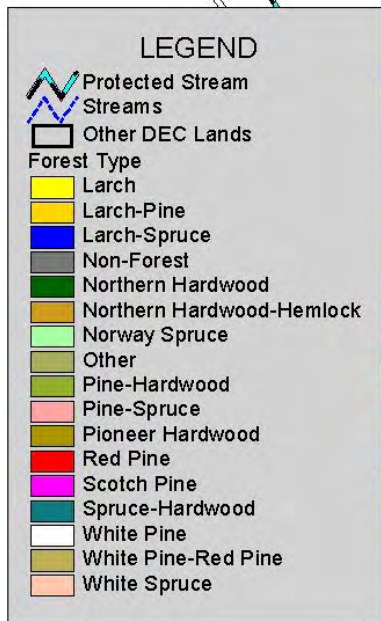 LEGEND
Protected Stream
Streams
Other DEC Lands
Forest Type
Larch
Larch-Pine
Larch-Spruce
Non-Forest
Northern Hardwood
Northern Hardwood-Hemlock
Norway Spruce
Other
Pine-Hardwood
Pine-Spruce
Pioneer Hardwood
Red Pine
Scotch Pine
Spruce-Hardwood
White Pine
White Pine-Red Pine
White Spruce